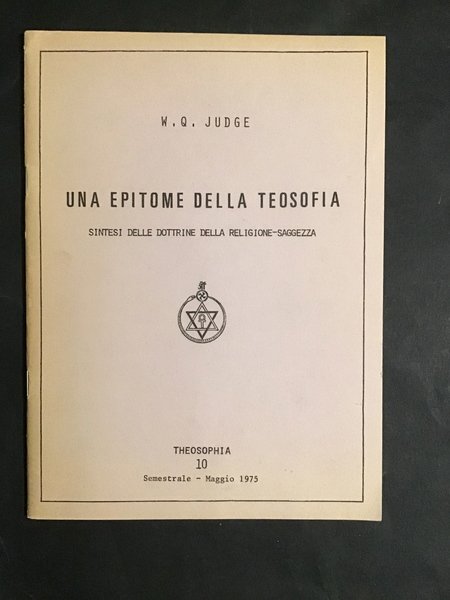 W.Q. JUDGE
UNA EPITOME DELLA TEOSOFIA
SINTESI DELLE DOTTRINE DELLA RELIGIONE-SAGGEZZA
THEOSOPHIA
10
Semestrale - Maggio 1975